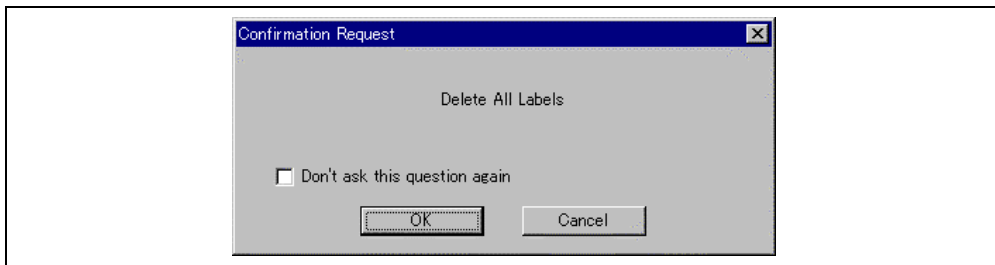 Confirmation Request
Delete All Labels
Don't ask this question again
OK Cancel